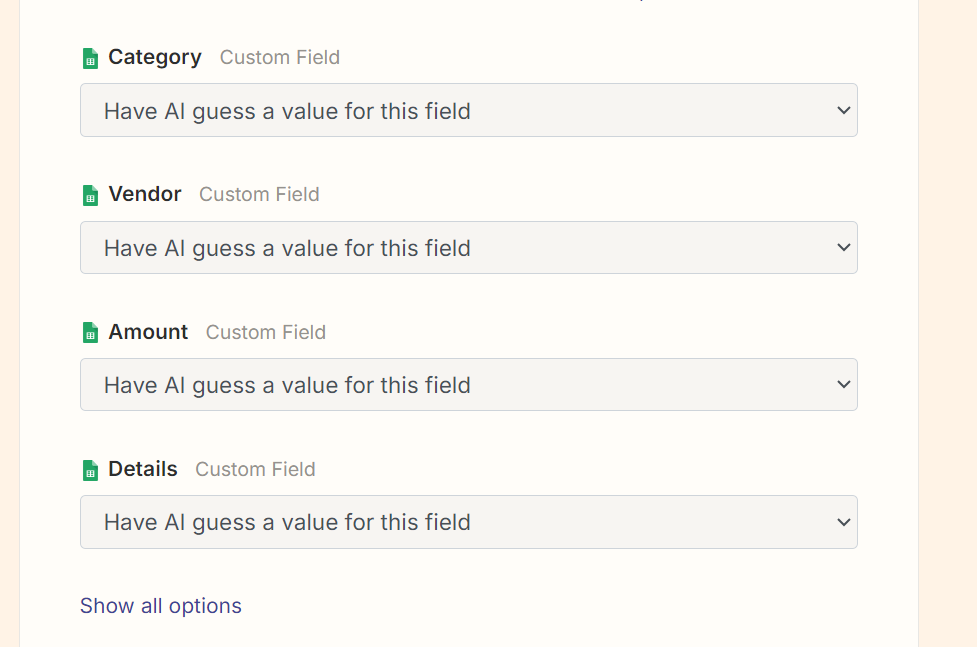 Category Custom Field
Have AI guess a value for this field
Vendor Custom Field
Have AI guess a value for this field
Amount Custom Field
Have AI guess a value for this field
Details Custom Field
Have AI guess a value for this field
Show all options